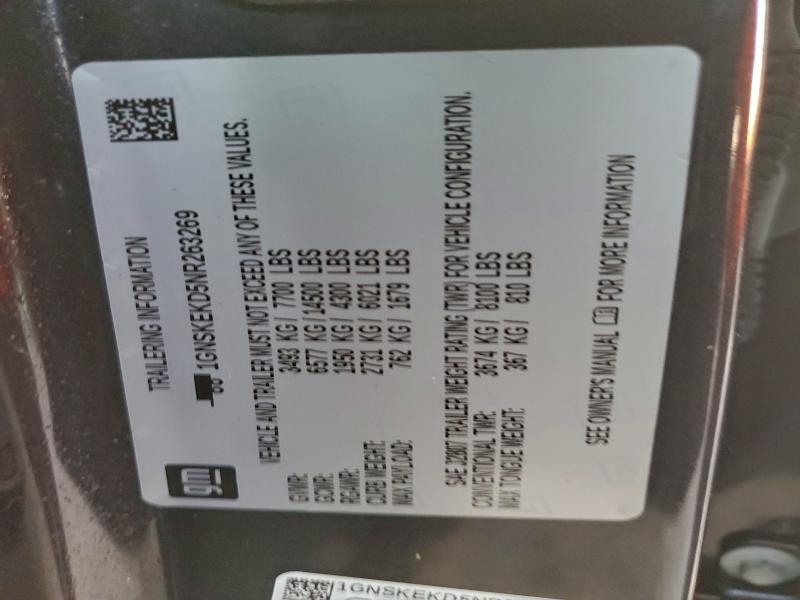 TRAILERING INFORMATION
gm
1GNSKEKD5NR263269
VEHICLE AND TRAILER MUST NOT EXCEED ANY OF THESE VALUES.
GVWR: 3493 KG / 7700 LBS
GCWR: 6577 KG / 14500 LBS
RGAWR: 1950 KG / 4300 LBS
CURB WEIGHT: 2731 KG / 6021 LBS
MAX PAYLOAD: 762 KG / 1679 LBS
SAE J2807 TRAILER WEIGHT RATING (TWR) FOR VEHICLE CONFIGURATION.
CONVENTIONAL TWR: 3674 KG / 8100 LBS
MAX TONGUE WEIGHT: 367 KG / 810 LBS
SEE OWNER'S MANUAL FOR MORE INFORMATION